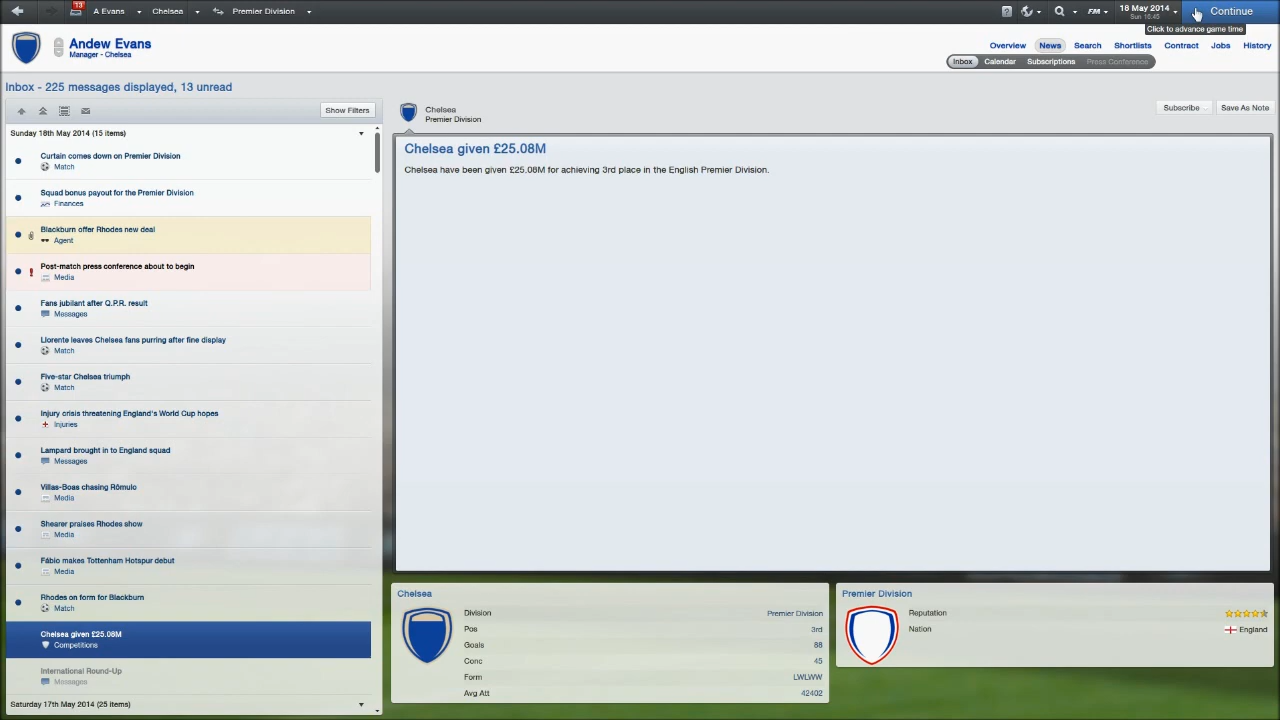 13
A Evans
Chelsea
Premier Division
?
FM
18 May 2014
Sun 16:45
Continue
Click to advance game time
Andew Evans
Manager - Chelsea
Overview
News
Search
Shortlists
Contract
Jobs
History
Inbox
Calendar
Subscriptions
Press Conference
Inbox - 225 messages displayed, 13 unread
Show Filters
Sunday 18th May 2014 (15 items)
Curtain comes down on Premier Division
Match
Squad bonus payout for the Premier Division
Finances
Blackburn offer Rhodes new deal
Agent
Post-match press conference about to begin
Media
Fans jubilant after Q.P.R. result
Messages
Llorente leaves Chelsea fans purring after fine display
Match
Five-star Chelsea triumph
Match
Injury crisis threatening England's World Cup hopes
Injuries
Lampard brought in to England squad
Messages
Villas-Boas chasing Rômulo
Media
Shearer praises Rhodes show
Media
Fábio makes Tottenham Hotspur debut
Media
Rhodes on form for Blackburn
Match
Chelsea given £25.08M
Competitions
International Round-Up
Messages
Saturday 17th May 2014 (25 items)
Chelsea
Premier Division
Subscribe
Save As Note
Chelsea given £25.08M
Chelsea have been given £25.08M for achieving 3rd place in the English Premier Division.
Chelsea
Division Premier Division
Pos 3rd
Goals 88
Conc 45
Form LWLWW
Avg Att 42402
Premier Division
Reputation
Nation England